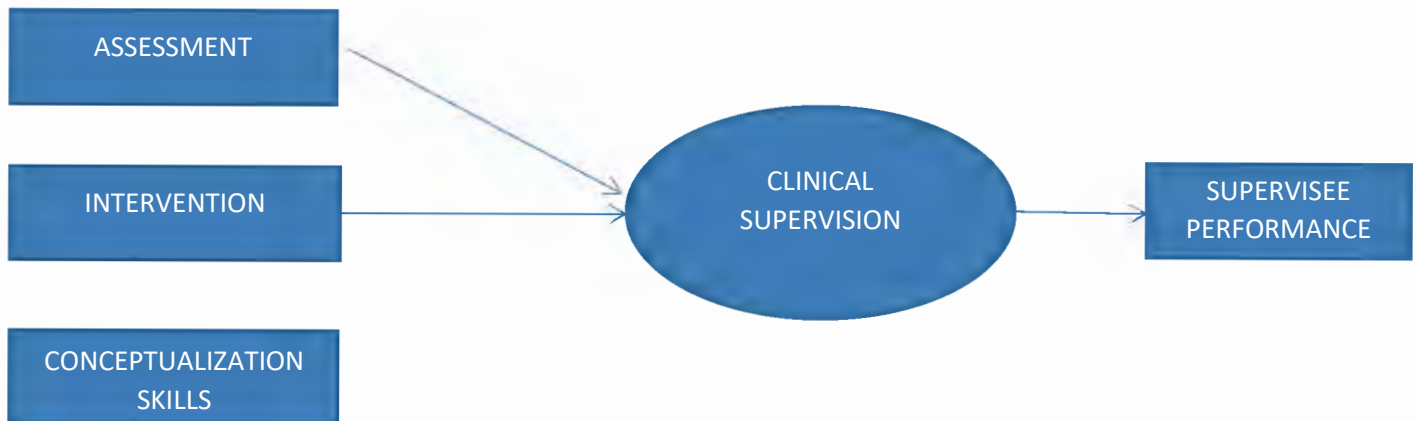 ASSESSMENT
INTERVENTION
CONCEPTUALIZATION
SKILLS
CLINICAL
SUPERVISION
SUPERVISEE
PERFORMANCE